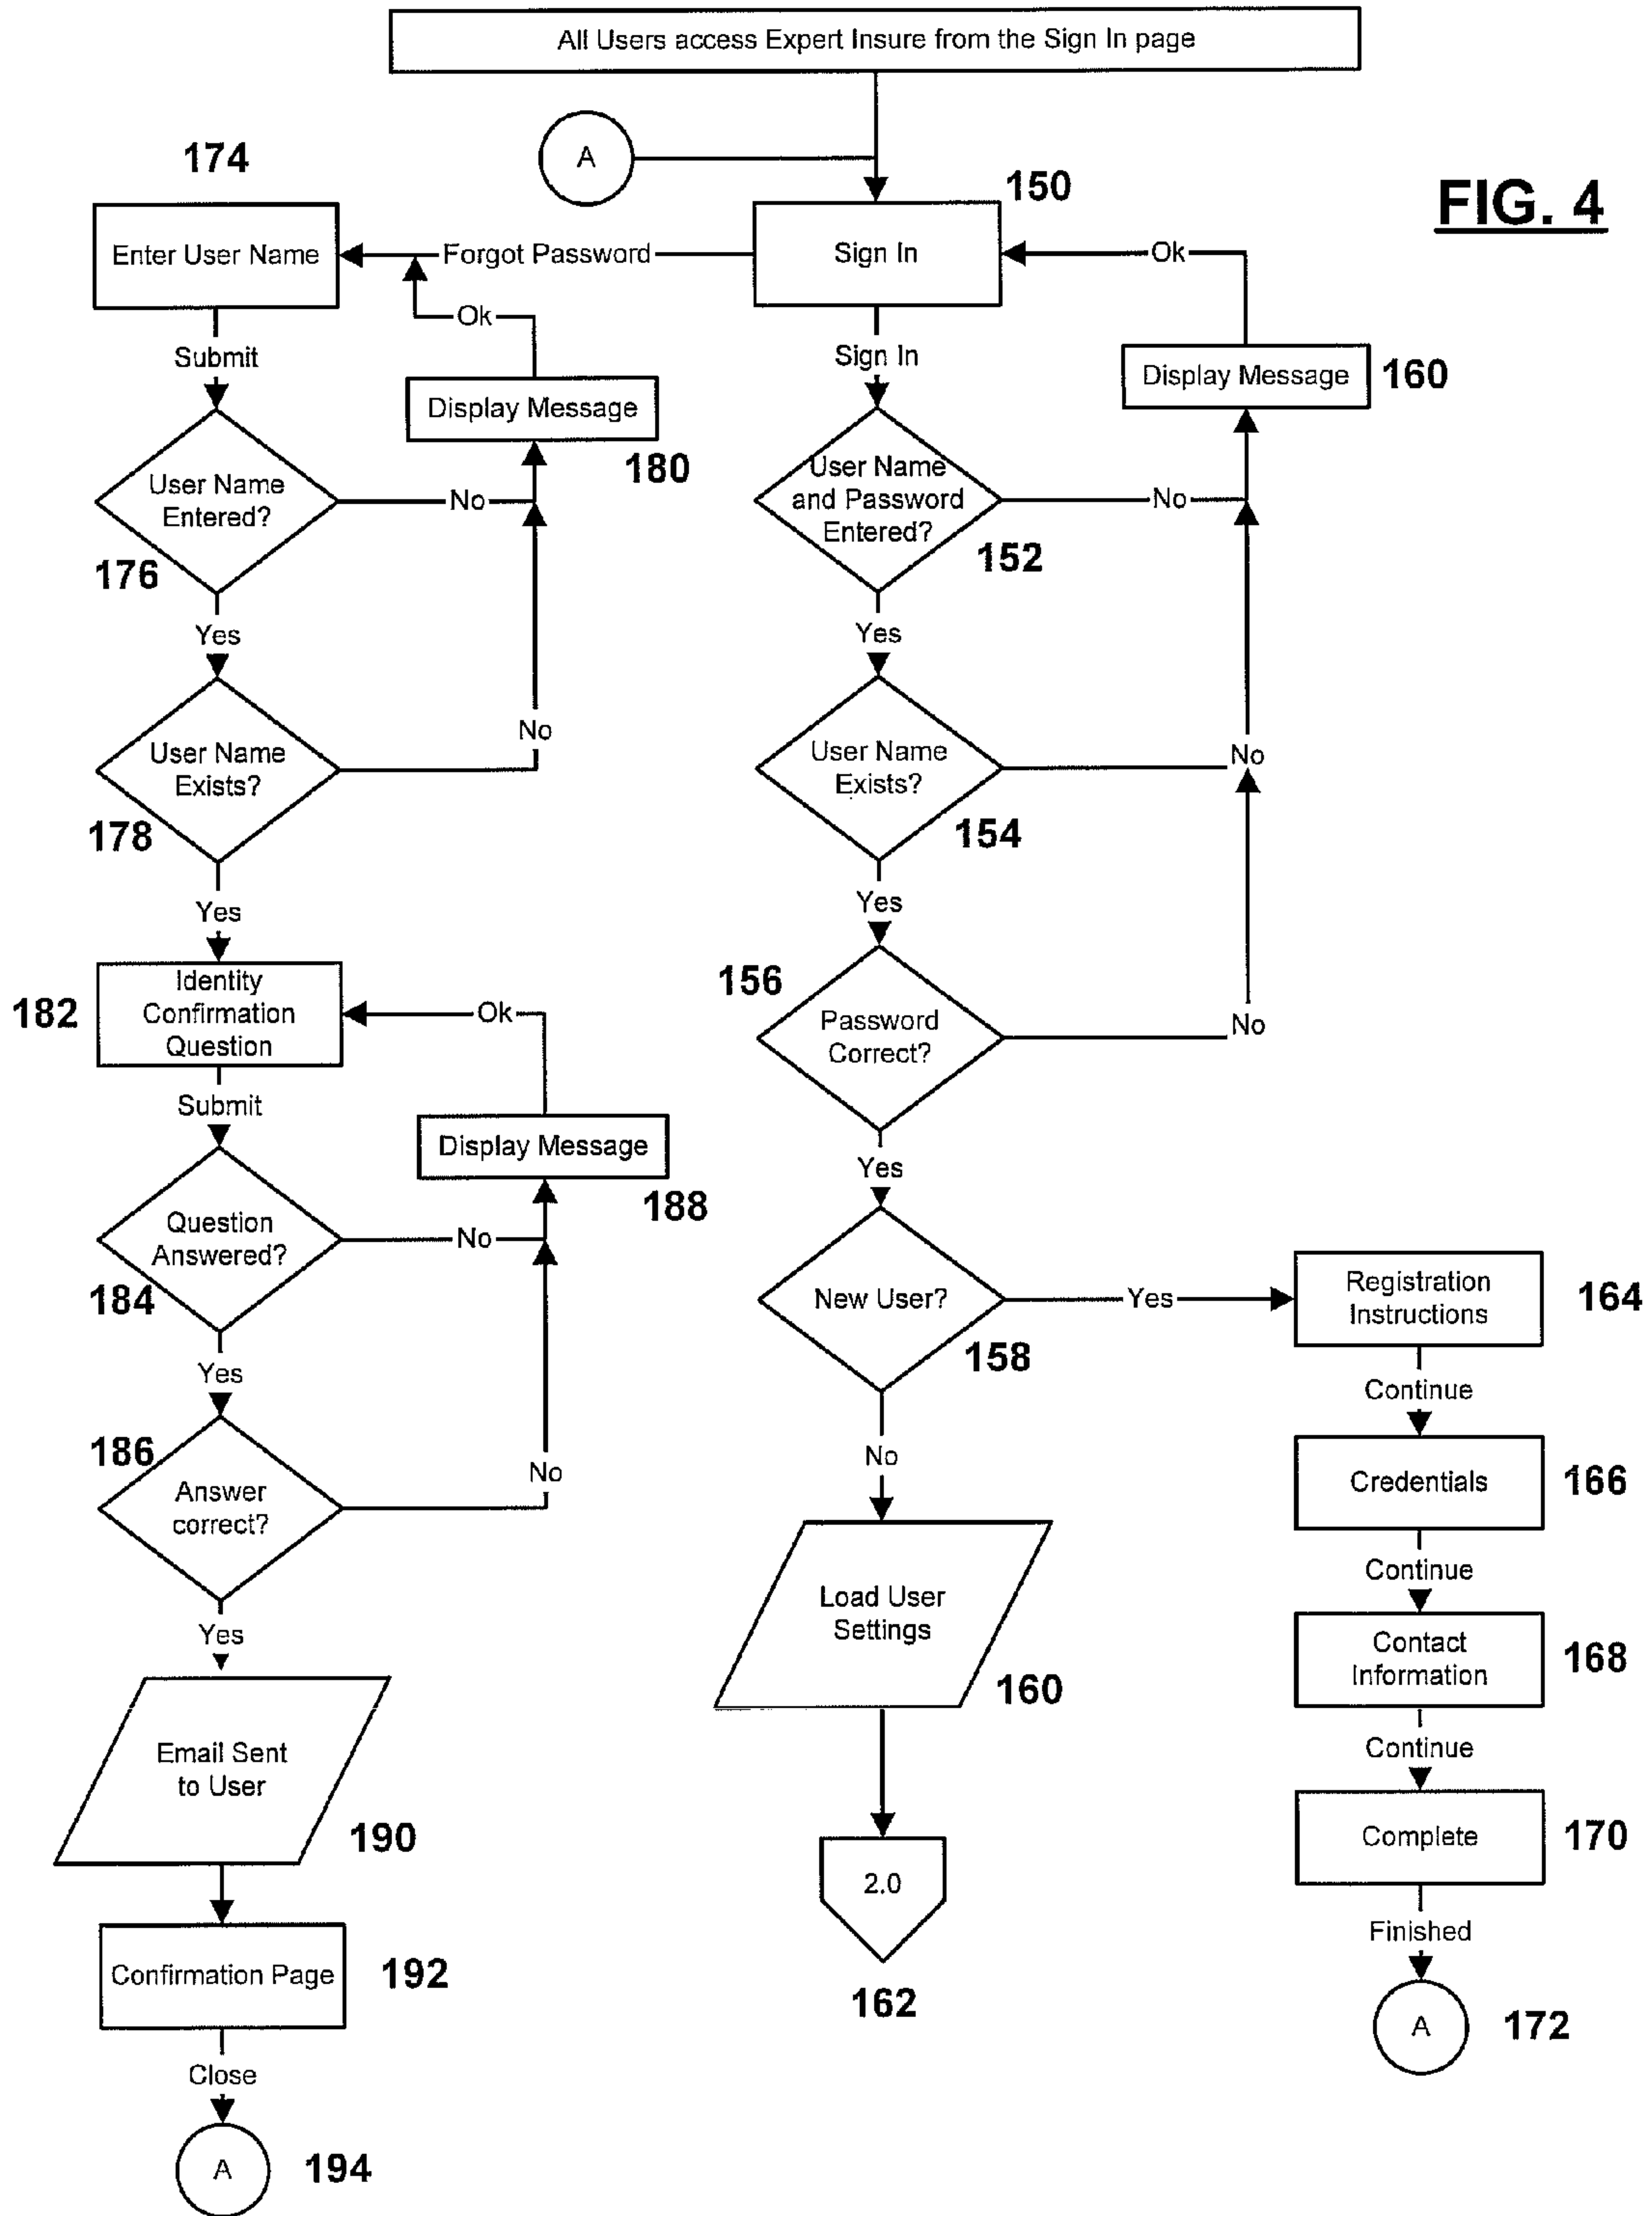 All Users access Expert Insure from the Sign In page
A
174
150
FIG. 4
Enter User Name
Forgot Password
Sign In
Ok
Ok
Submit
Sign In
Display Message
160
Display Message
180
User Name
Entered?
No
176
User Name
and Password
Entered?
No
152
Yes
Yes
User Name
Exists?
No
178
User Name
Exists?
No
154
Yes
Yes
182
Identity
Confirmation
Question
Ok
156
Password
Correct?
No
Submit
Display Message
188
Yes
Question
Answered?
No
184
New User?
Yes
158
Registration
Instructions
164
Yes
Continue
186
Answer
correct?
No
No
Credentials
166
Continue
Yes
Load User
Settings
160
Contact
Information
168
Continue
Email Sent
to User
190
2.0
162
Complete
170
Finished
Confirmation Page
192
A
172
Close
A
194